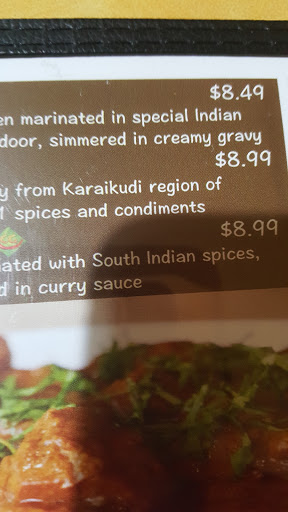 $8.49
en marinated in special Indian
door, simmered in creamy gravy
$8.99
y from Karaikudi region of
spices and condiments
$8.99
ated with South Indian spices,
d in curry sauce